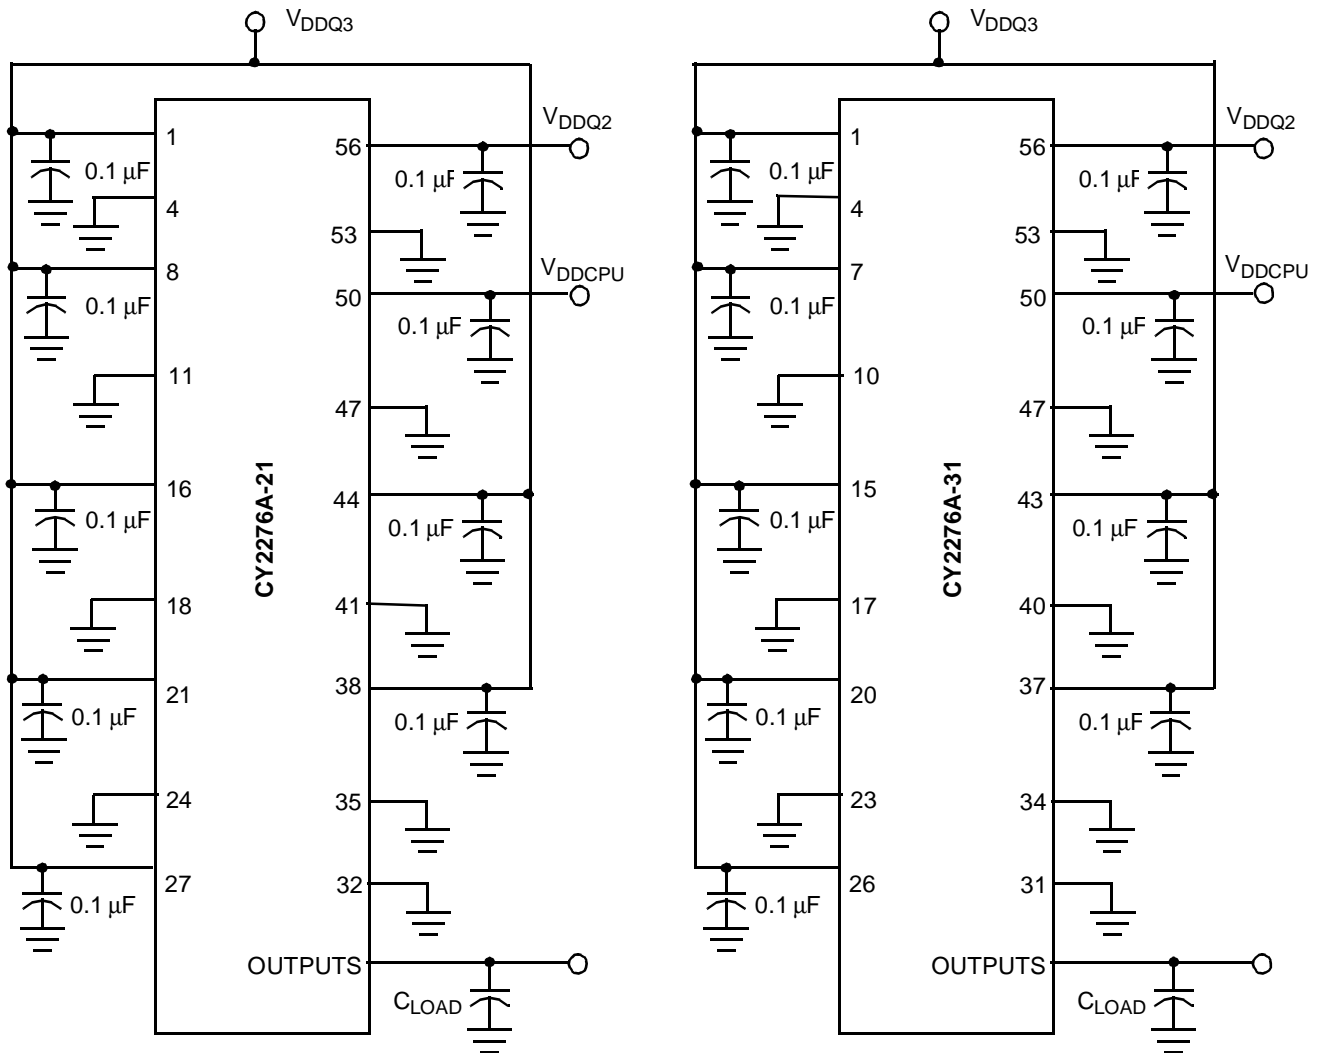 VDDQ3
1
0.1 µF
4
8
0.1 µF
11
16
0.1 µF
18
21
0.1 µF
24
27
0.1 µF
CY2276A-21
56
VDDQ2
0.1 µF
53
50
VDDCPU
0.1 µF
47
44
0.1 µF
41
38
0.1 µF
35
32
OUTPUTS
CLOAD
VDDQ3
1
0.1 µF
4
7
0.1 µF
10
15
0.1 µF
17
20
0.1 µF
23
26
0.1 µF
CY2276A-31
56
VDDQ2
0.1 µF
53
50
VDDCPU
0.1 µF
47
43
0.1 µF
40
37
0.1 µF
34
31
OUTPUTS
CLOAD